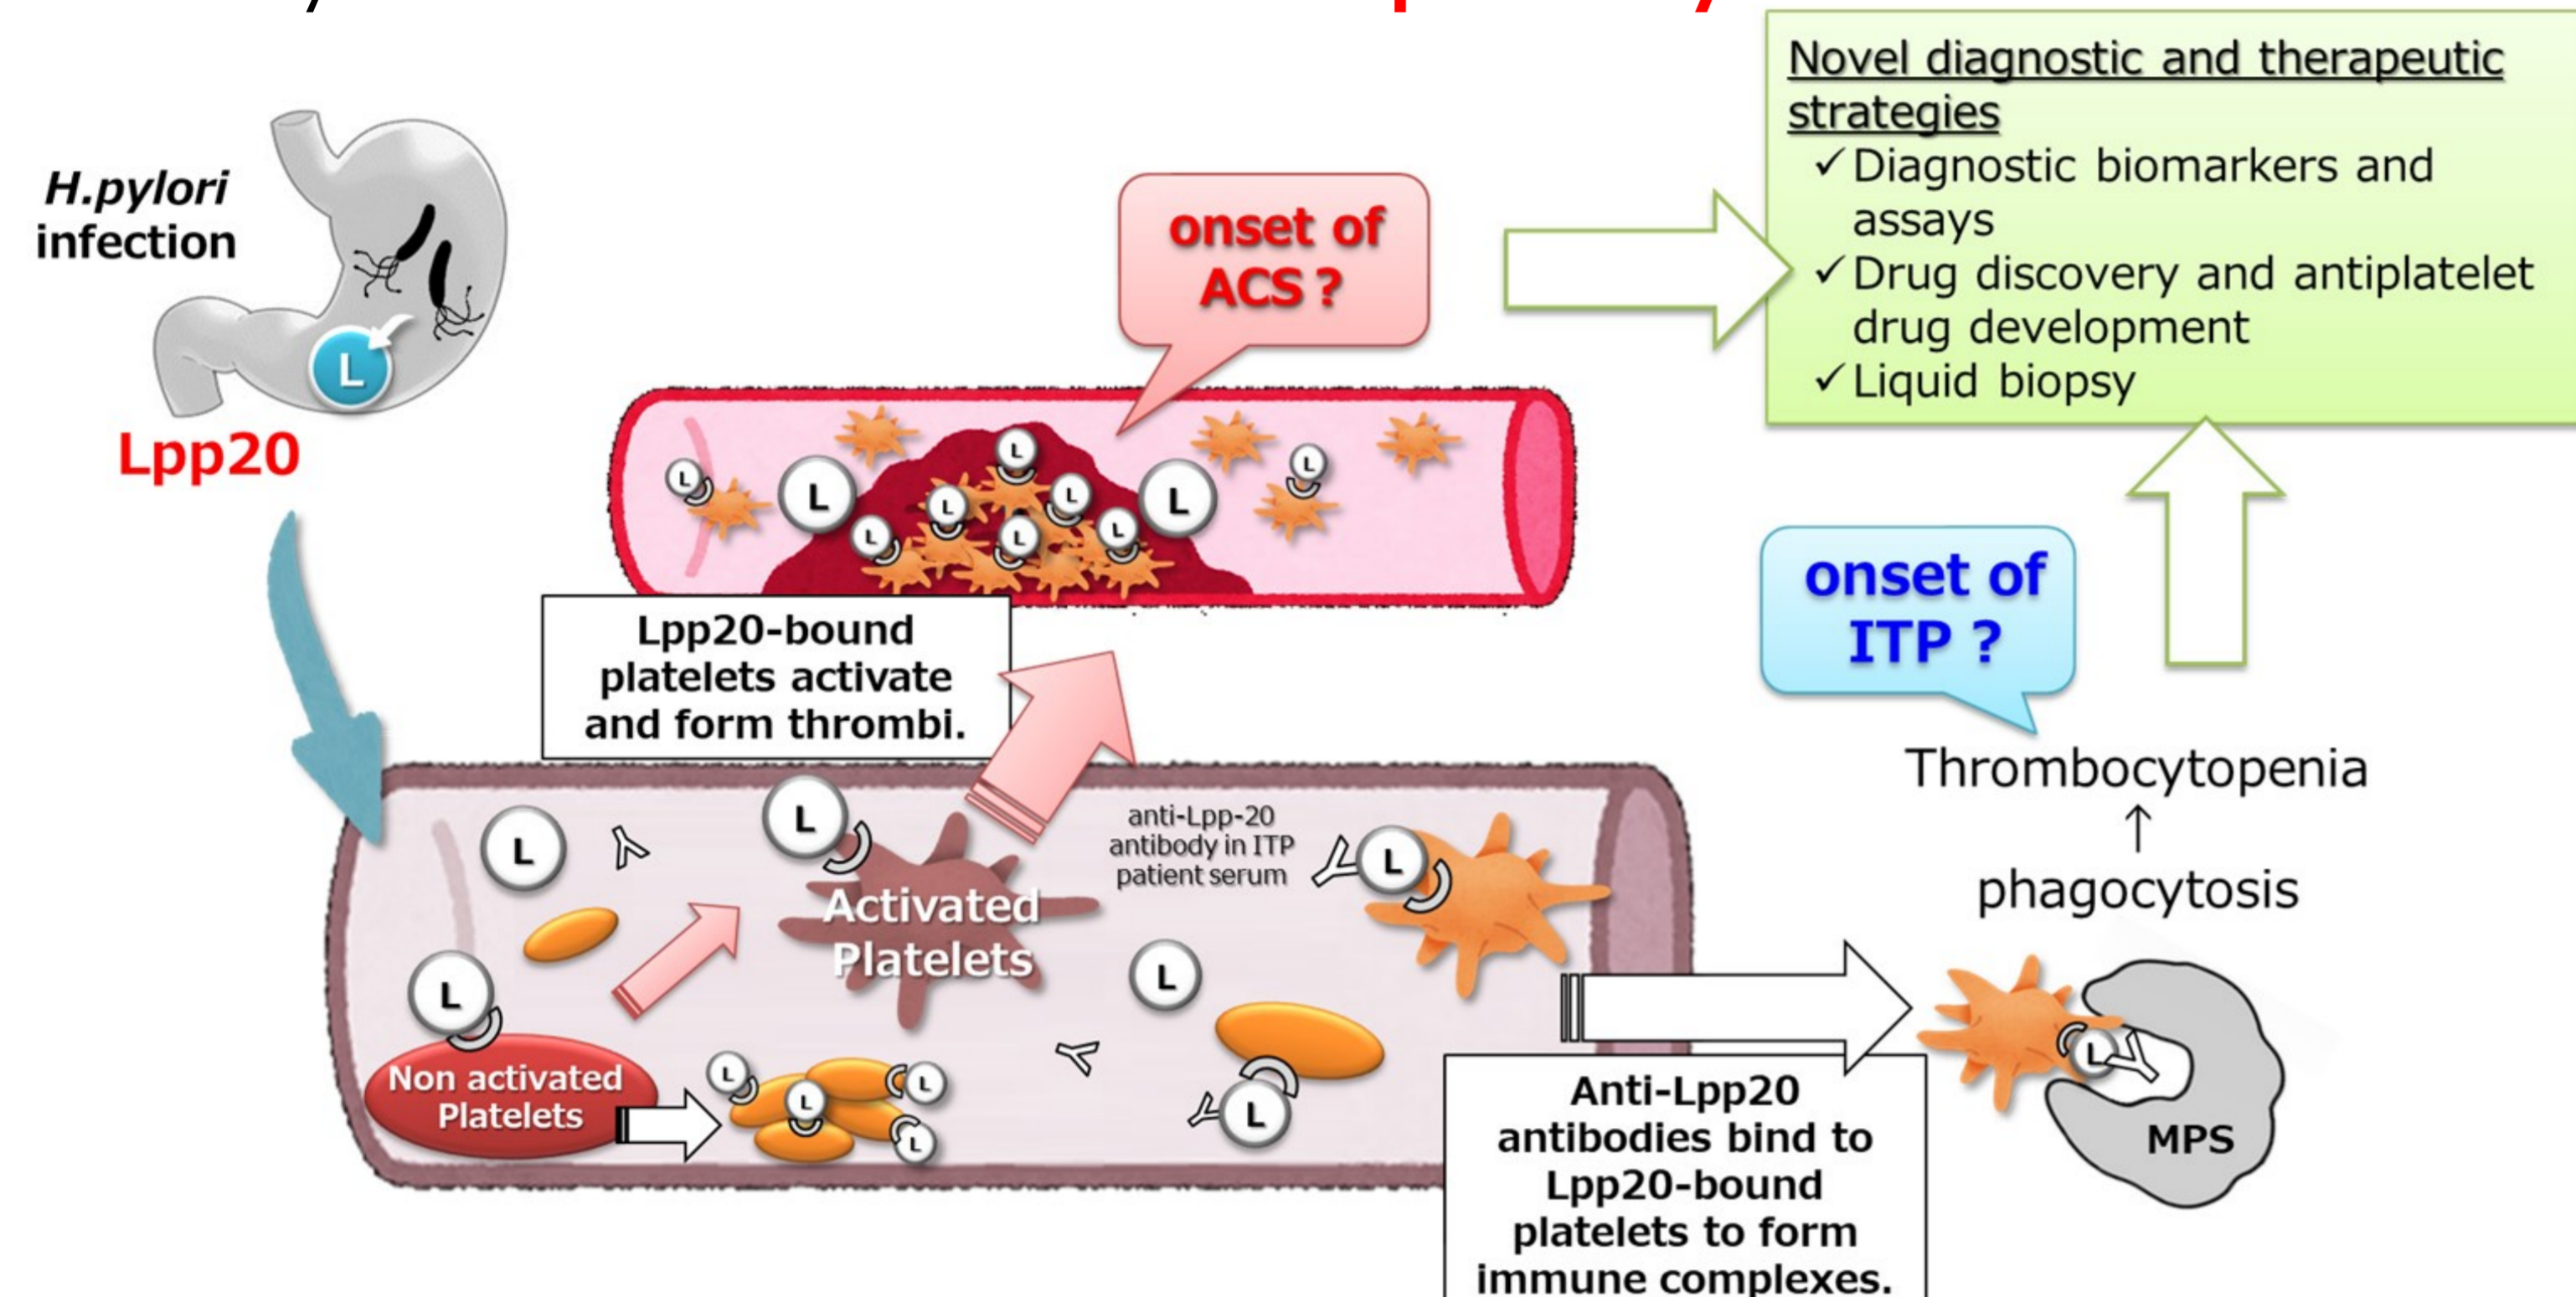 H.pylori
infection
L
Lpp20
onset of
ACS ?
Novel diagnostic and therapeutic
strategies
✓Diagnostic biomarkers and
assays
✓Drug discovery and antiplatelet
drug development
✓Liquid biopsy
L
L
L
L
L
L
L
L
L
L
Lpp20-bound
platelets activate
and form thrombi.
onset of
ITP ?
Thrombocytopenia
↑
phagocytosis
L
L
anti-Lpp-20
antibody in ITP
patient serum
L
Activated
Platelets
L
L
Non activated
Platelets
L
L
L
L
L
L
MPS
Anti-Lpp20
antibodies bind to
Lpp20-bound
platelets to form
immune complexes.